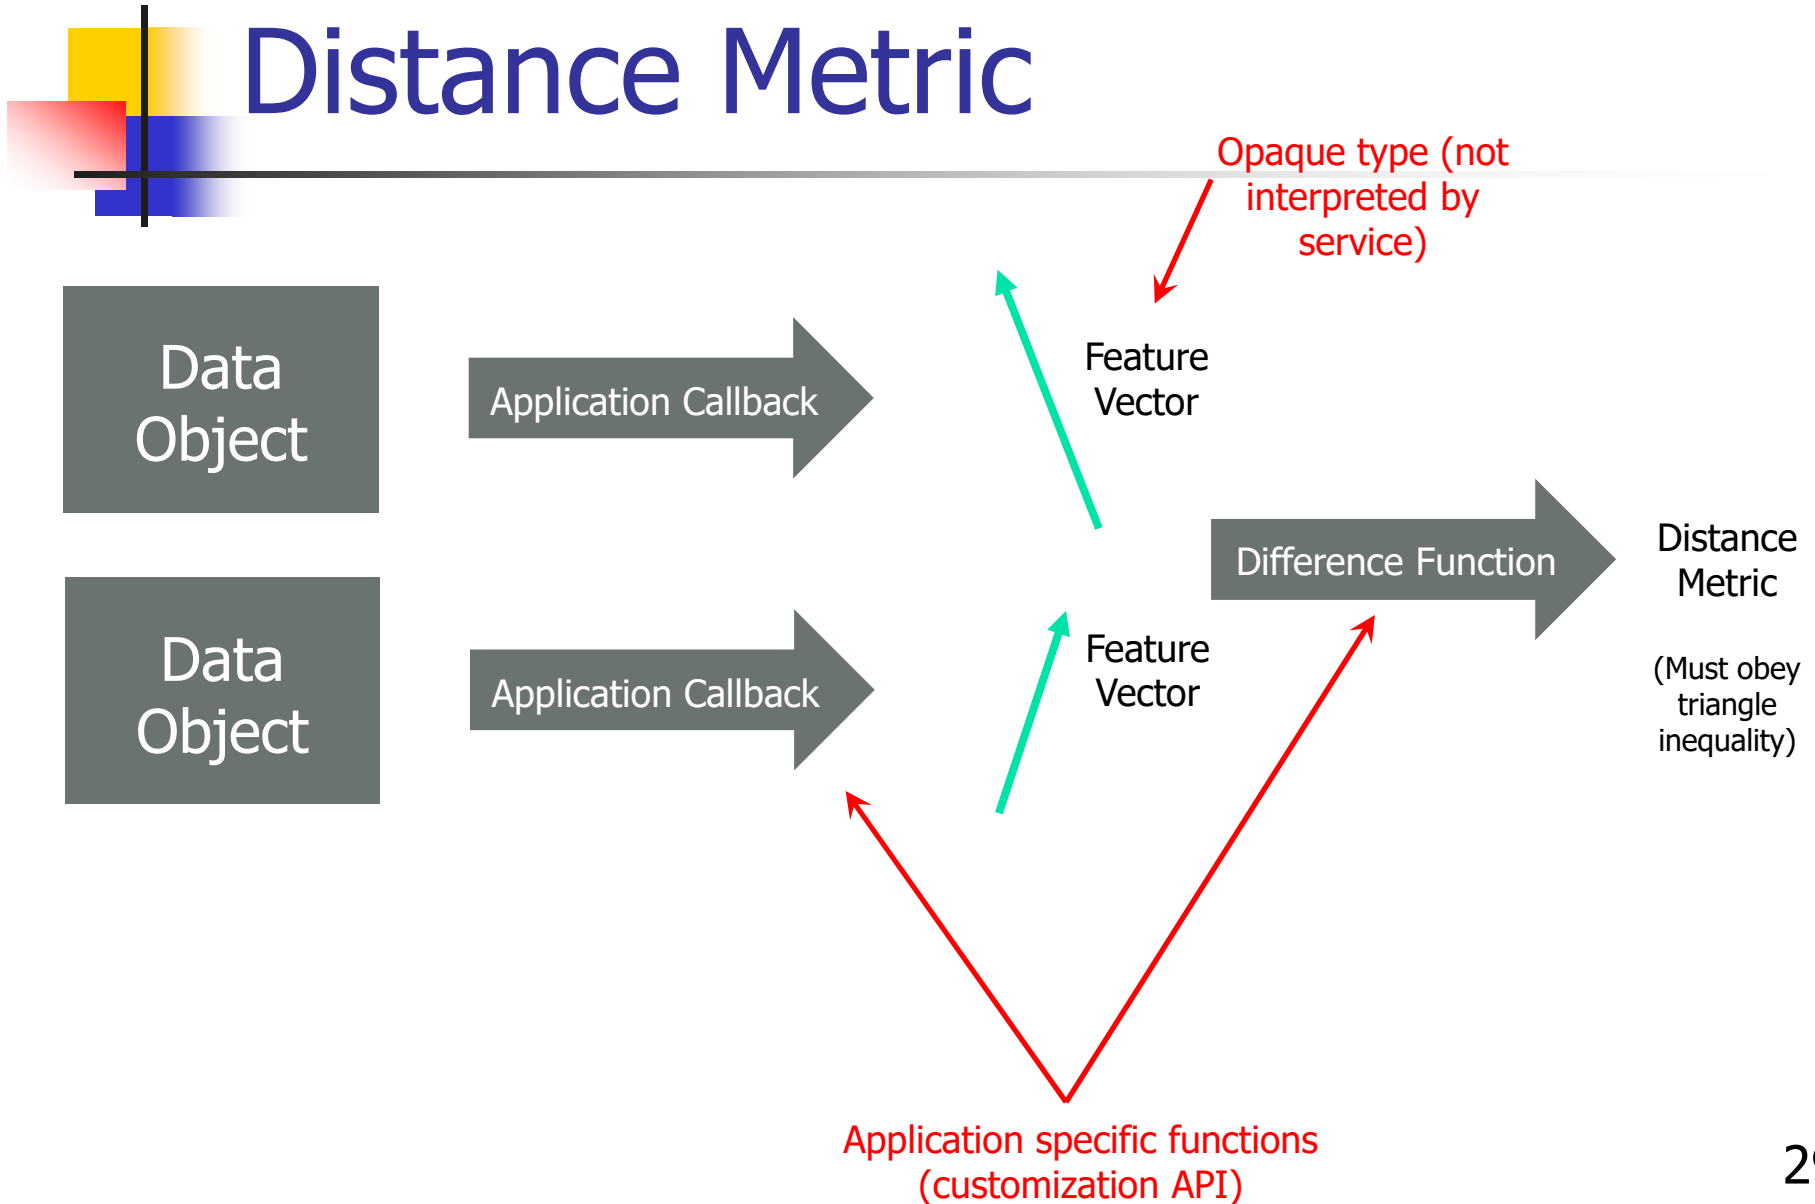 Distance Metric
Opaque type (not
interpreted by
service)
Data
Object
Application Callback
Feature
Vector
Difference Function
Distance
Metric
(Must obey
triangle
inequality)
Data
Object
Application Callback
Feature
Vector
Application specific functions
(customization API)